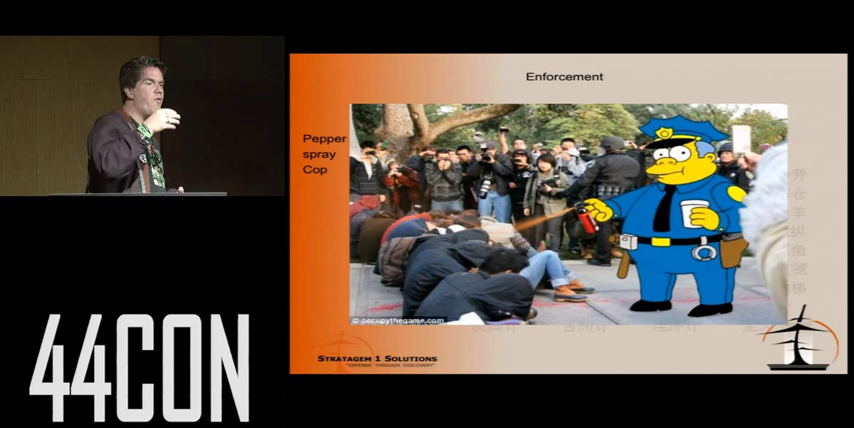 Enforcement
Pepper
spray
Cop
© occupythegame.com
STRATAGEM 1 SOLUTIONS
"DEFENSE THROUGH DISCOVERY"
44CON